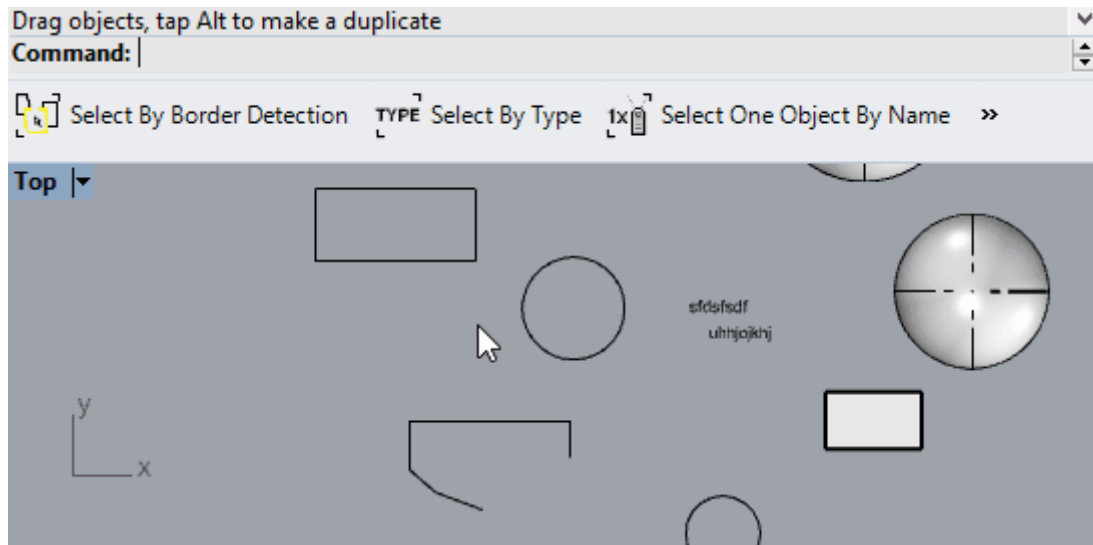 Drag objects, tap Alt to make a duplicate
Command:
Select By Border Detection TYPE Select By Type 1x Select One Object By Name »
Top
sfdsfsdf
uhhjojkhj
y
x